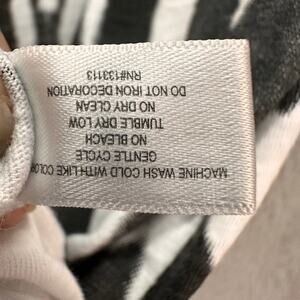 MACHINE WASH COLD WITH LIKE COLOR
GENTLE CYCLE
NO BLEACH
TUMBLE DRY LOW
NO DRY CLEAN
DO NOT IRON DECORATION
RN#133113